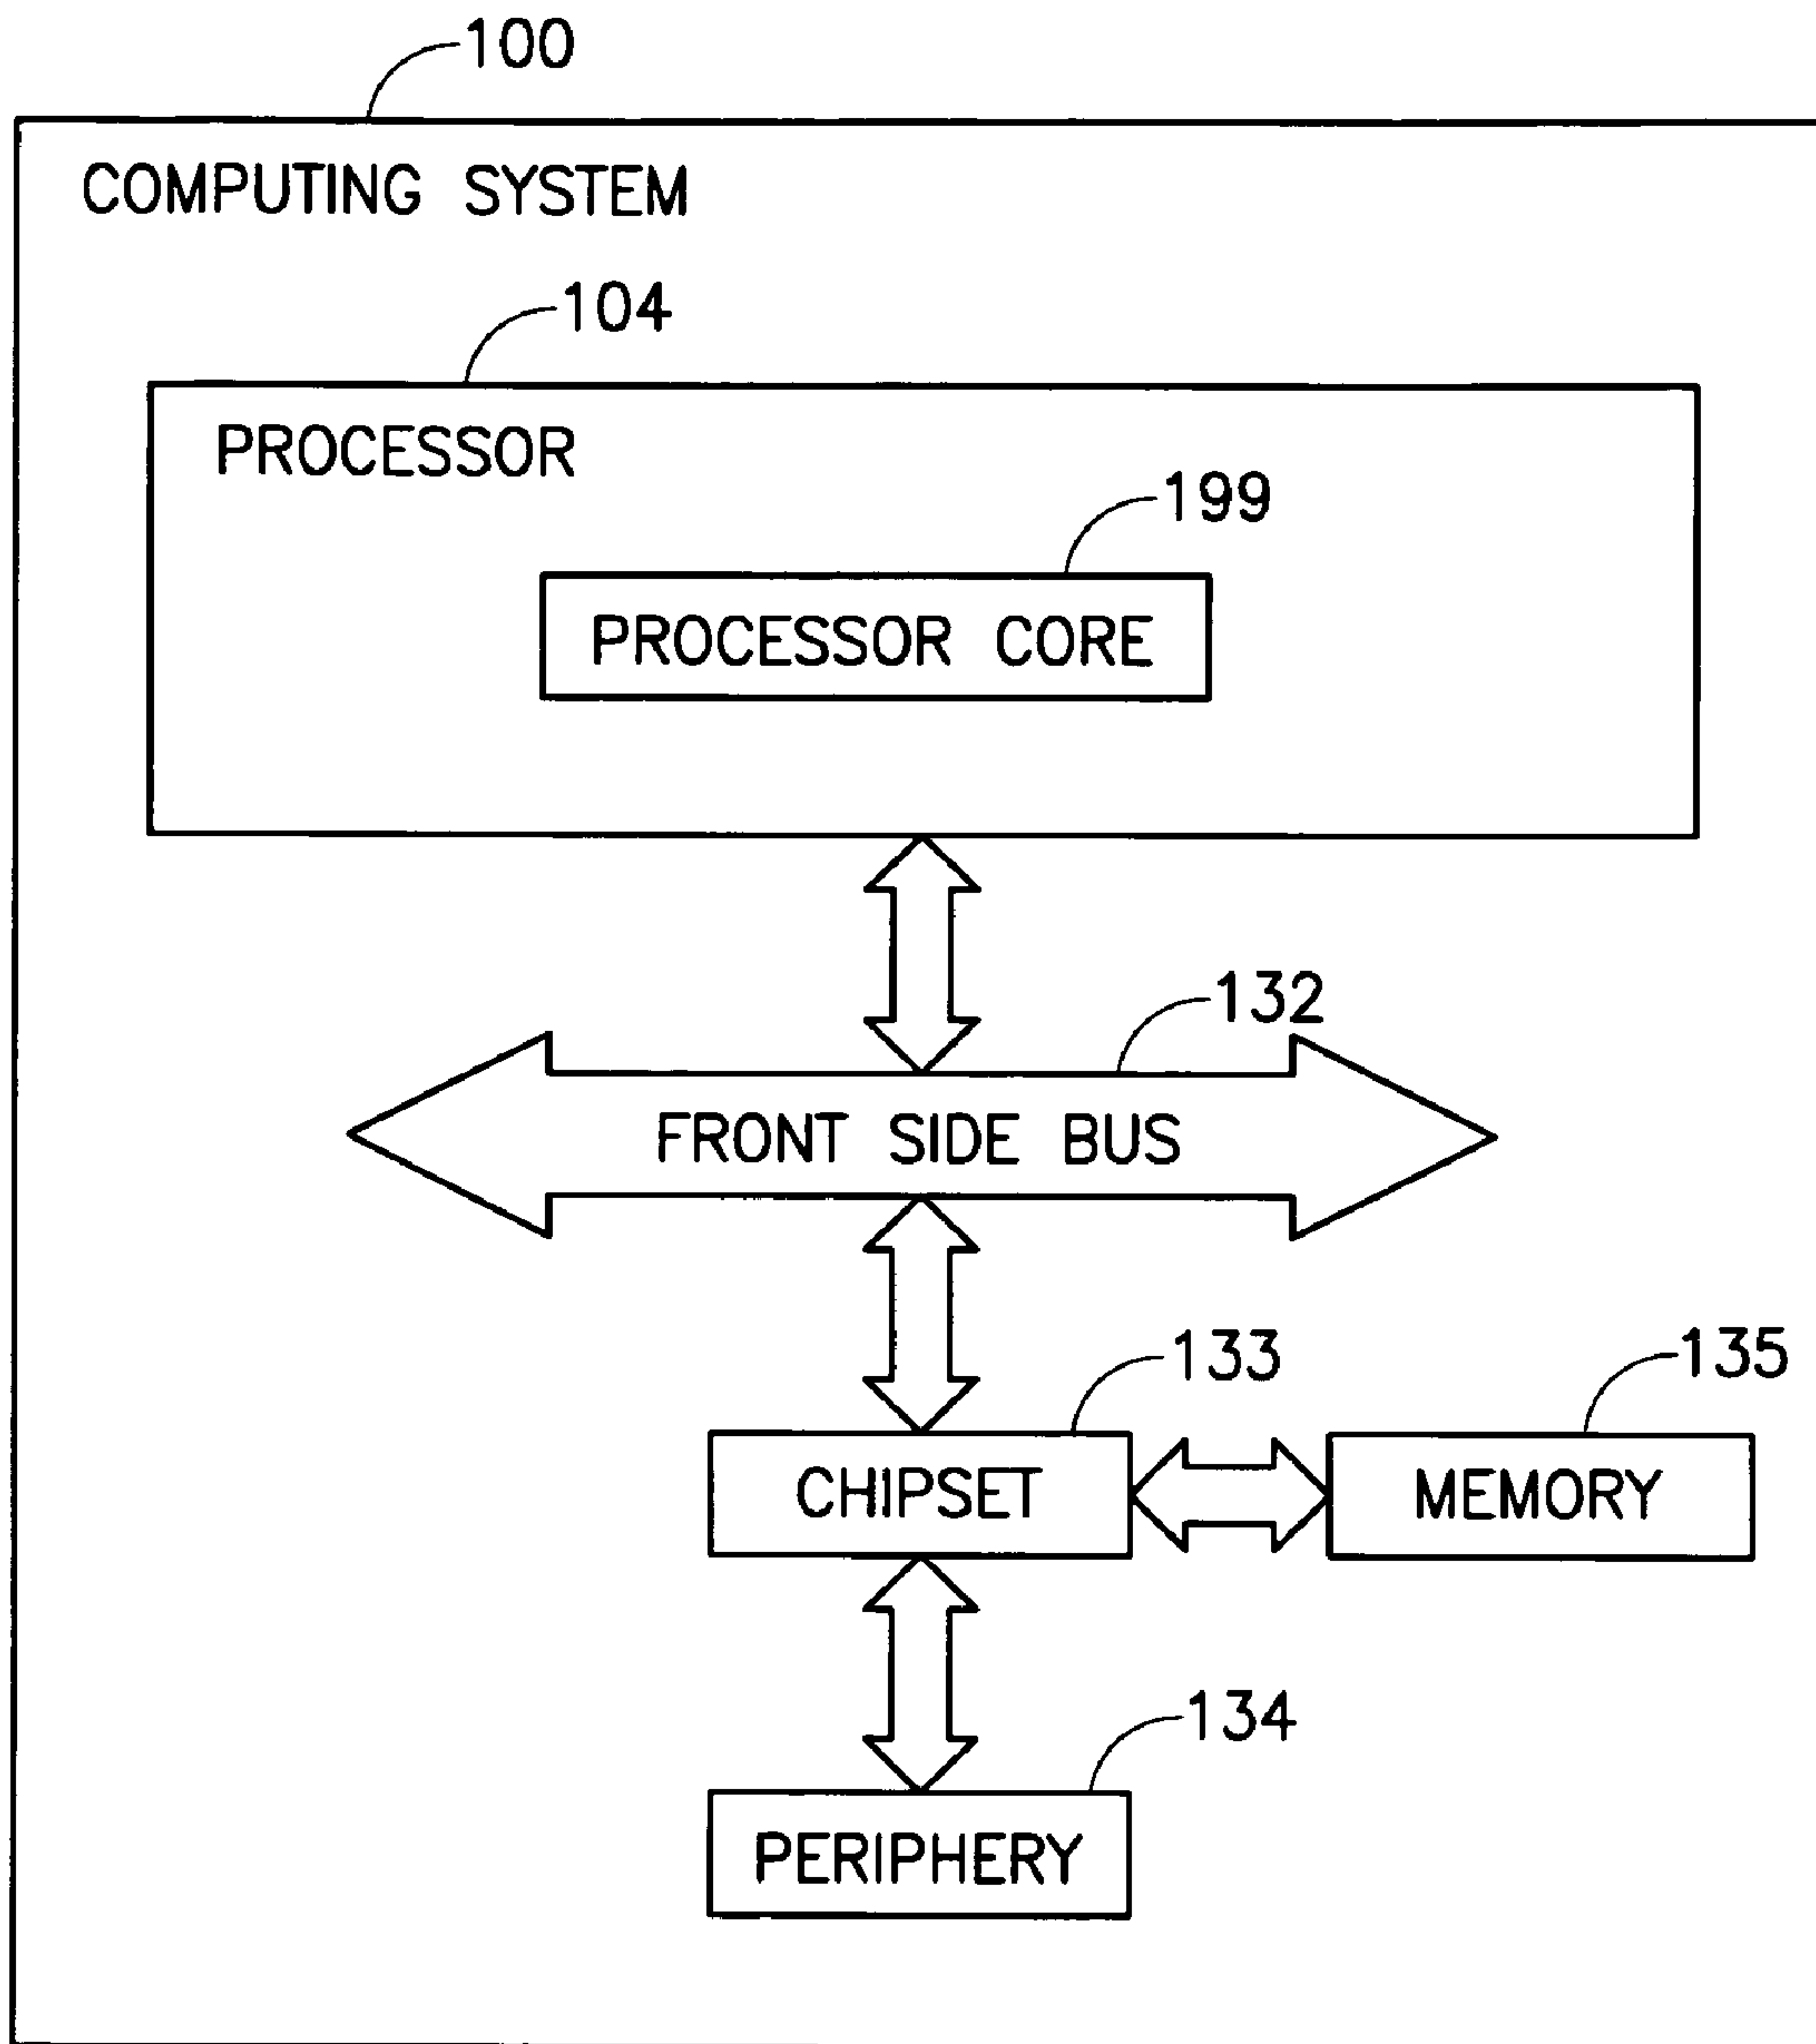 100
COMPUTING SYSTEM
104
PROCESSOR
199
PROCESSOR CORE
132
FRONT SIDE BUS
133
135
CHIPSET
MEMORY
134
PERIPHERY